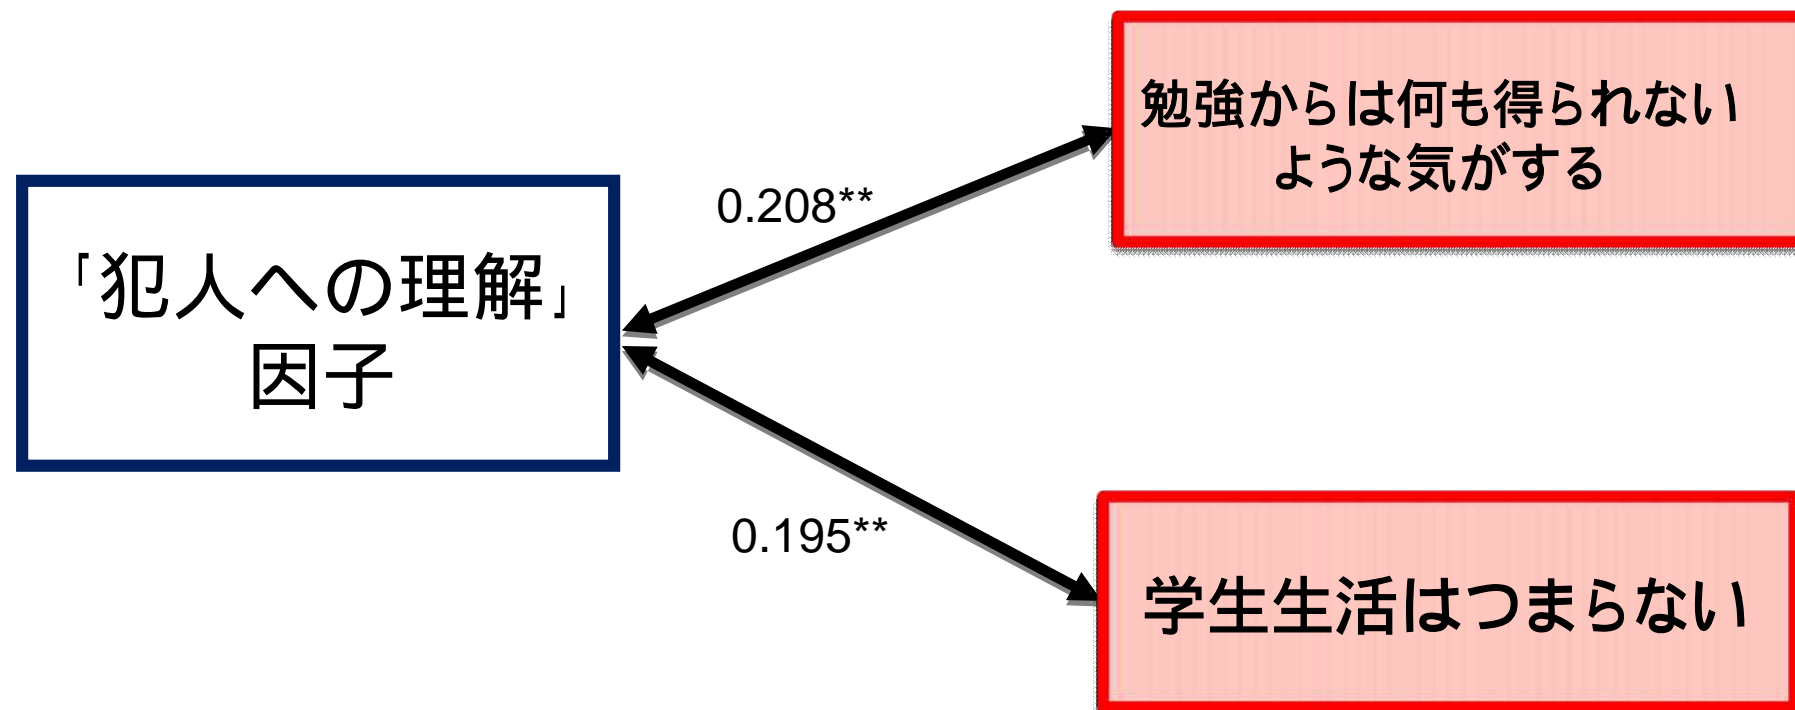 勉強からは何も得られない
ような気がする
0.208**
「犯人への理解」
因子
0.195**
学生生活はつまらない